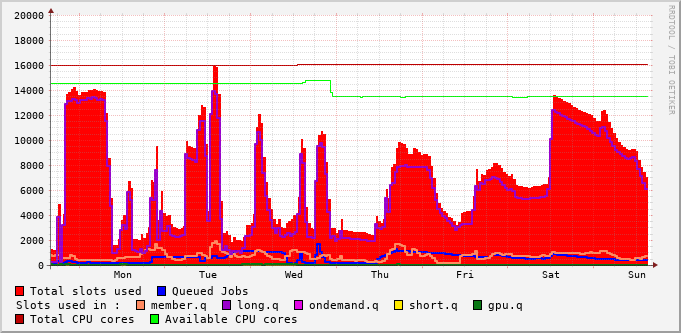 20000
18000
16000
14000
12000
10000
8000
6000
4000
2000
0
Mon Tue Wed Thu Fri Sat Sun
RRDTOOL / TOBI OETIKER
Total slots used Queued Jobs
Slots used in : member.q long.q ondemand.q short.q gpu.q
Total CPU cores Available CPU cores